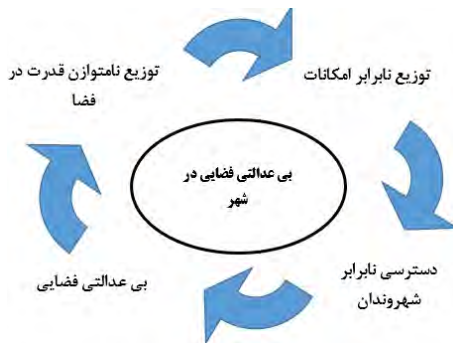 توزیع نامتوازن قدرت در
فضا
توزیع نابرابر امکانات
بی عدالتی فضایی در
شهر
دسترسی نابرابر
شهروندان
بی عدالتی فضایی